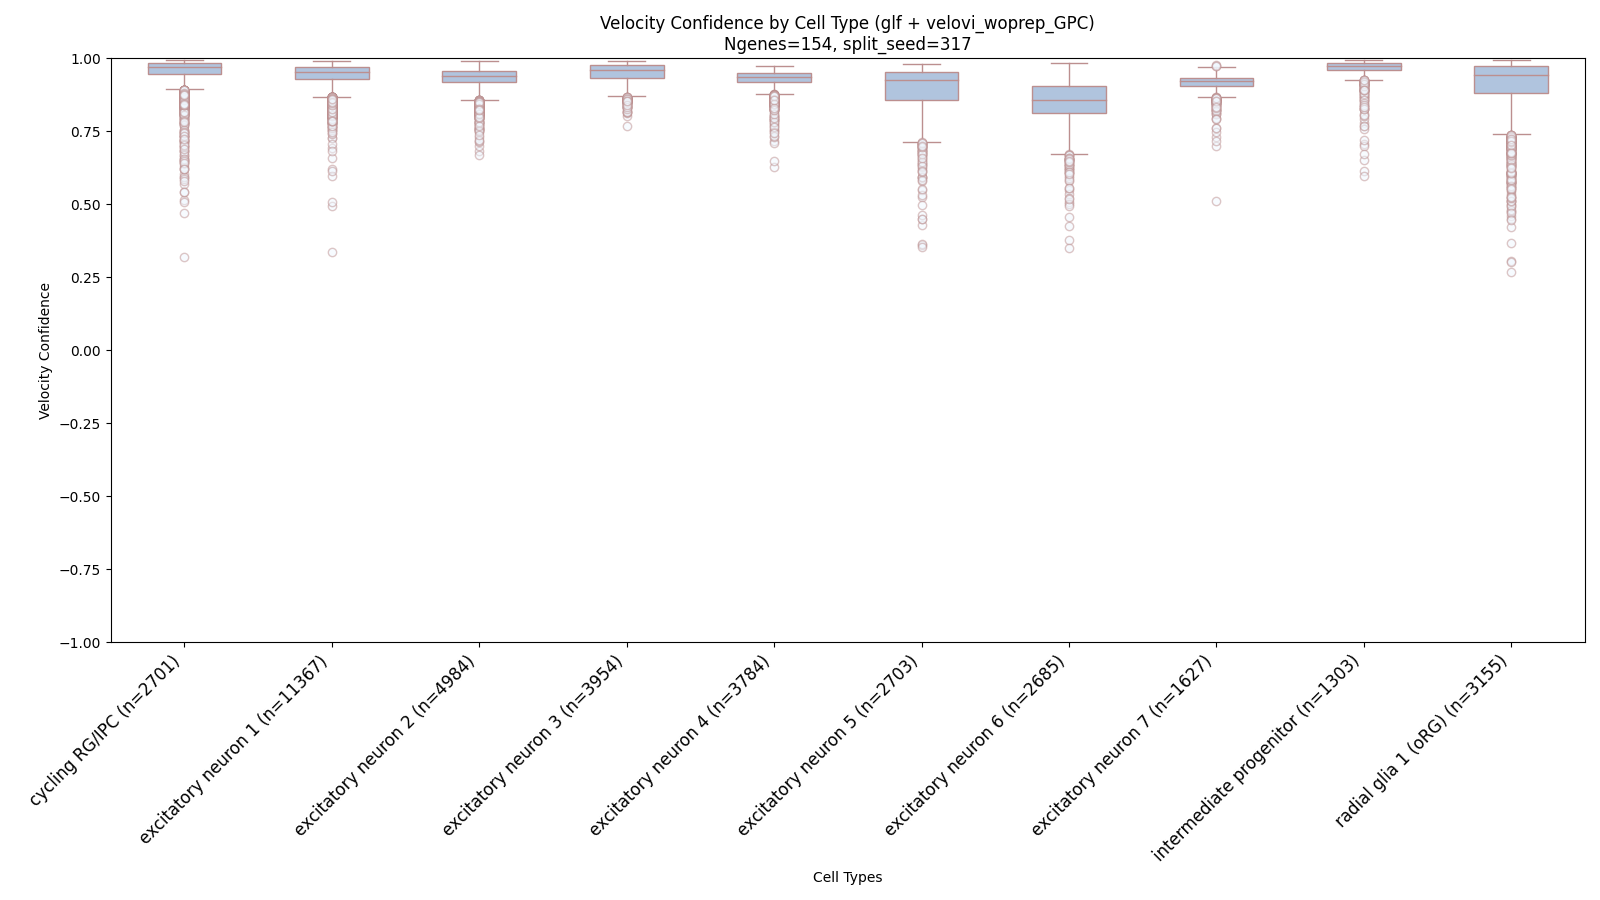 Velocity Confidence by Cell Type (glf + velovi_woprep_GPC)
Ngenes=154, split_seed=317
Velocity Confidence
1.00
0.75
0.50
0.25
0.00
−0.25
−0.50
−0.75
−1.00
cycling RG/IPC (n=2701)
excitatory neuron 1 (n=11367)
excitatory neuron 2 (n=4984)
excitatory neuron 3 (n=3954)
excitatory neuron 4 (n=3784)
excitatory neuron 5 (n=2703)
excitatory neuron 6 (n=2685)
excitatory neuron 7 (n=1627)
intermediate progenitor (n=1303)
radial glia 1 (oRG) (n=3155)
Cell Types